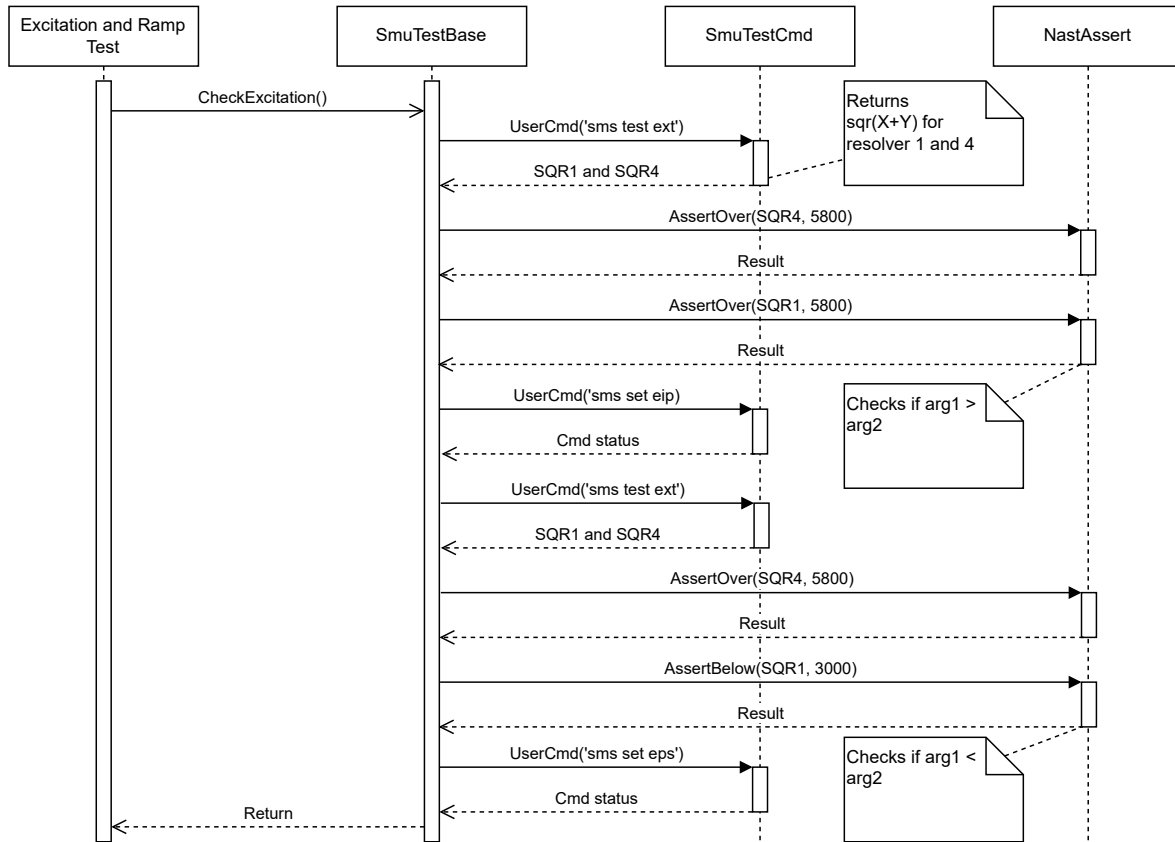 Excitation and Ramp
Test
SmuTestBase
SmuTestCmd
NastAssert
CheckExcitation()
Returns
sqr(X+Y) for
resolver 1 and 4
UserCmd('sms test ext')
SQR1 and SQR4
AssertOver(SQR4, 5800)
Result
AssertOver(SQR1, 5800)
Result
Checks if arg1 >
arg2
UserCmd('sms set eip)
Cmd status
UserCmd('sms test ext')
SQR1 and SQR4
AssertOver(SQR4, 5800)
Result
AssertBelow(SQR1, 3000)
Result
Checks if arg1 <
arg2
UserCmd('sms set eps')
Cmd status
Return